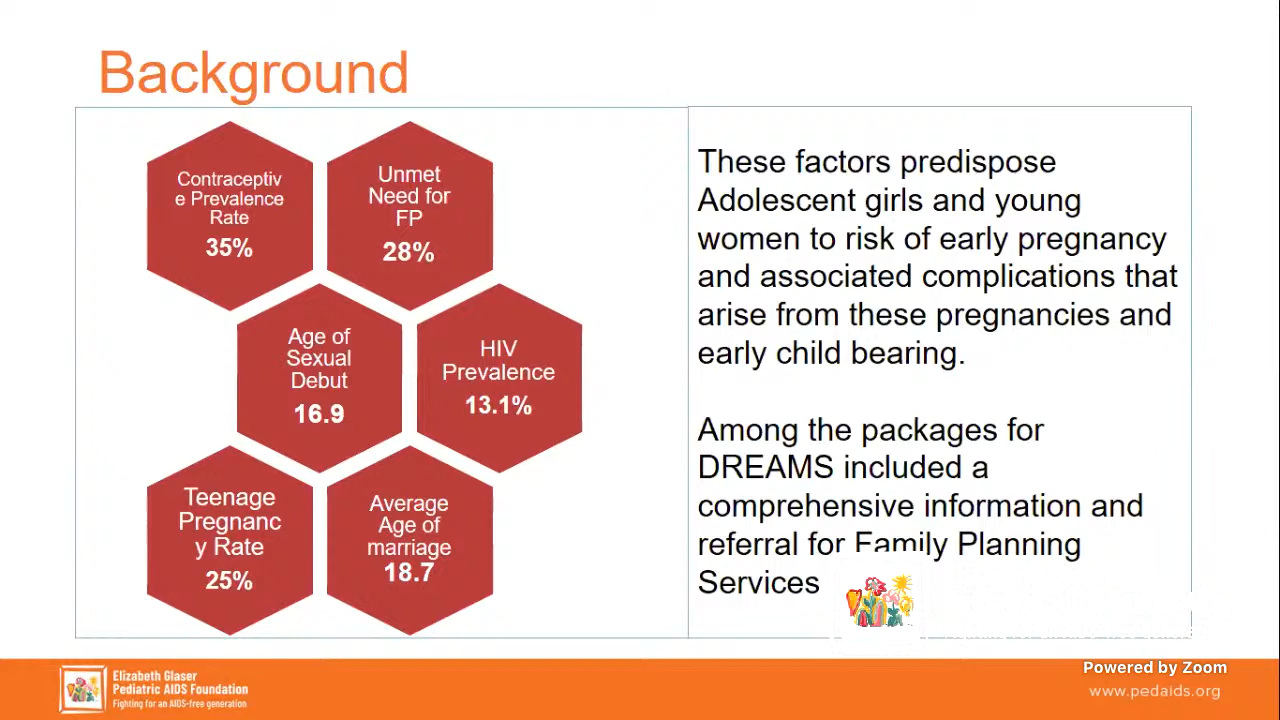 Background
Contraceptiv
e Prevalence
Rate
35%
Unmet
Need for
FP
28%
Age of
Sexual
Debut
16.9
HIV
Prevalence
13.1%
Teenage
Pregnanc
y Rate
25%
Average
Age of
marriage
18.7
These factors predispose
Adolescent girls and young
women to risk of early pregnancy
and associated complications that
arise from these pregnancies and
early child bearing.
Among the packages for
DREAMS included a
comprehensive information and
referral for Family Planning
Services
Elizabeth Glaser
Pediatric AIDS Foundation
Fighting for an AIDS-free generation
Powered by Zoom
www.pedaids.org